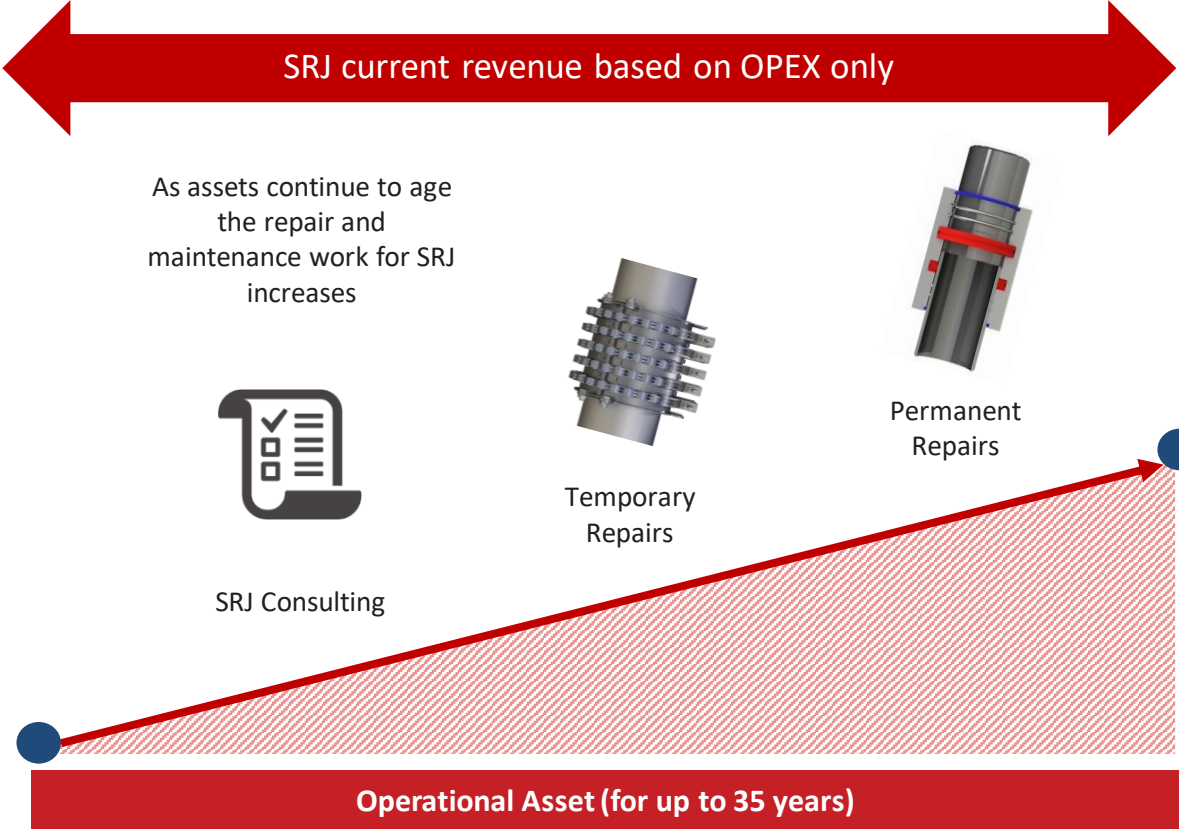 SRJ current revenue based on OPEX only
As assets continue to age
the repair and
maintenance work for SRJ
increases
Permanent
Repairs
Temporary
Repairs
SRJ Consulting
Operational Asset (for up to 35 years)